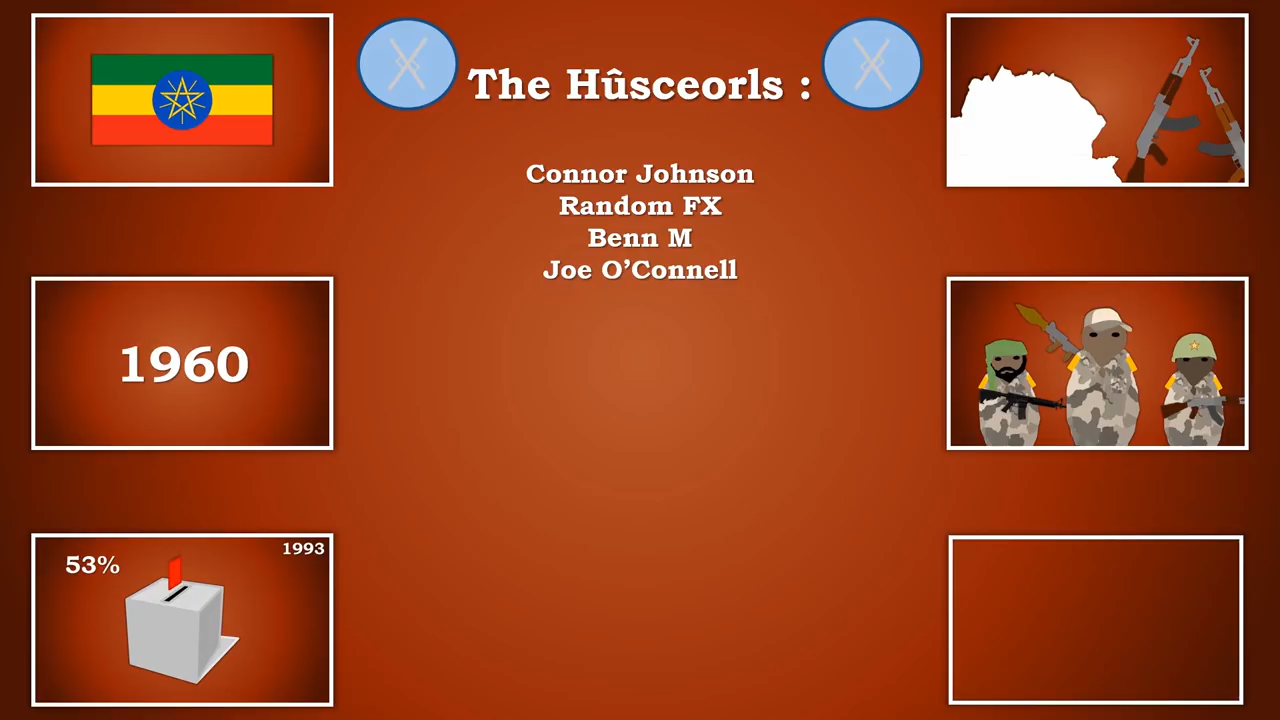 The Hûsceorls :
Connor Johnson
Random FX
Benn M
Joe O’Connell
1960
53%
1993